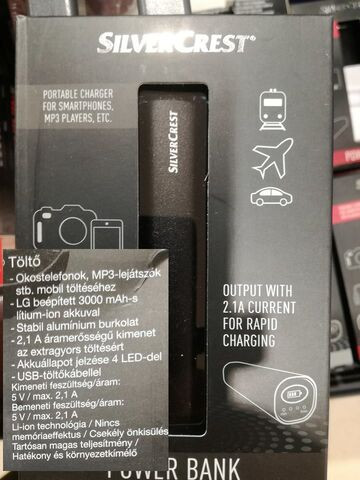 SILVERCREST®
PORTABLE CHARGER
FOR SMARTPHONES,
MP3 PLAYERS, ETC.
SILVERCREST
OUTPUT WITH
2.1A CURRENT
FOR RAPID
CHARGING
Töltő
- Okostelefonok, MP3-lejátszók
stb. mobil töltéséhez
- LG beépített 3000 mAh-s
lítium-ion akkuval
- Stabil alumínium burkolat
- 2,1 A áramerősségű kimenet
az extragyors töltésért
- Akkuállapot jelzése 4 LED-del
- USB-töltőkábellel
Kimeneti feszültség/áram:
5 V / max. 2,1 A
Bemeneti feszültség/áram:
5 V / max. 2,1 A
Li-ion technológia / Nincs
memóriaeffektus / Csekély önkisülés
Tartósan magas teljesítmény /
Hatékony és környezetkímélő
POWER BANK